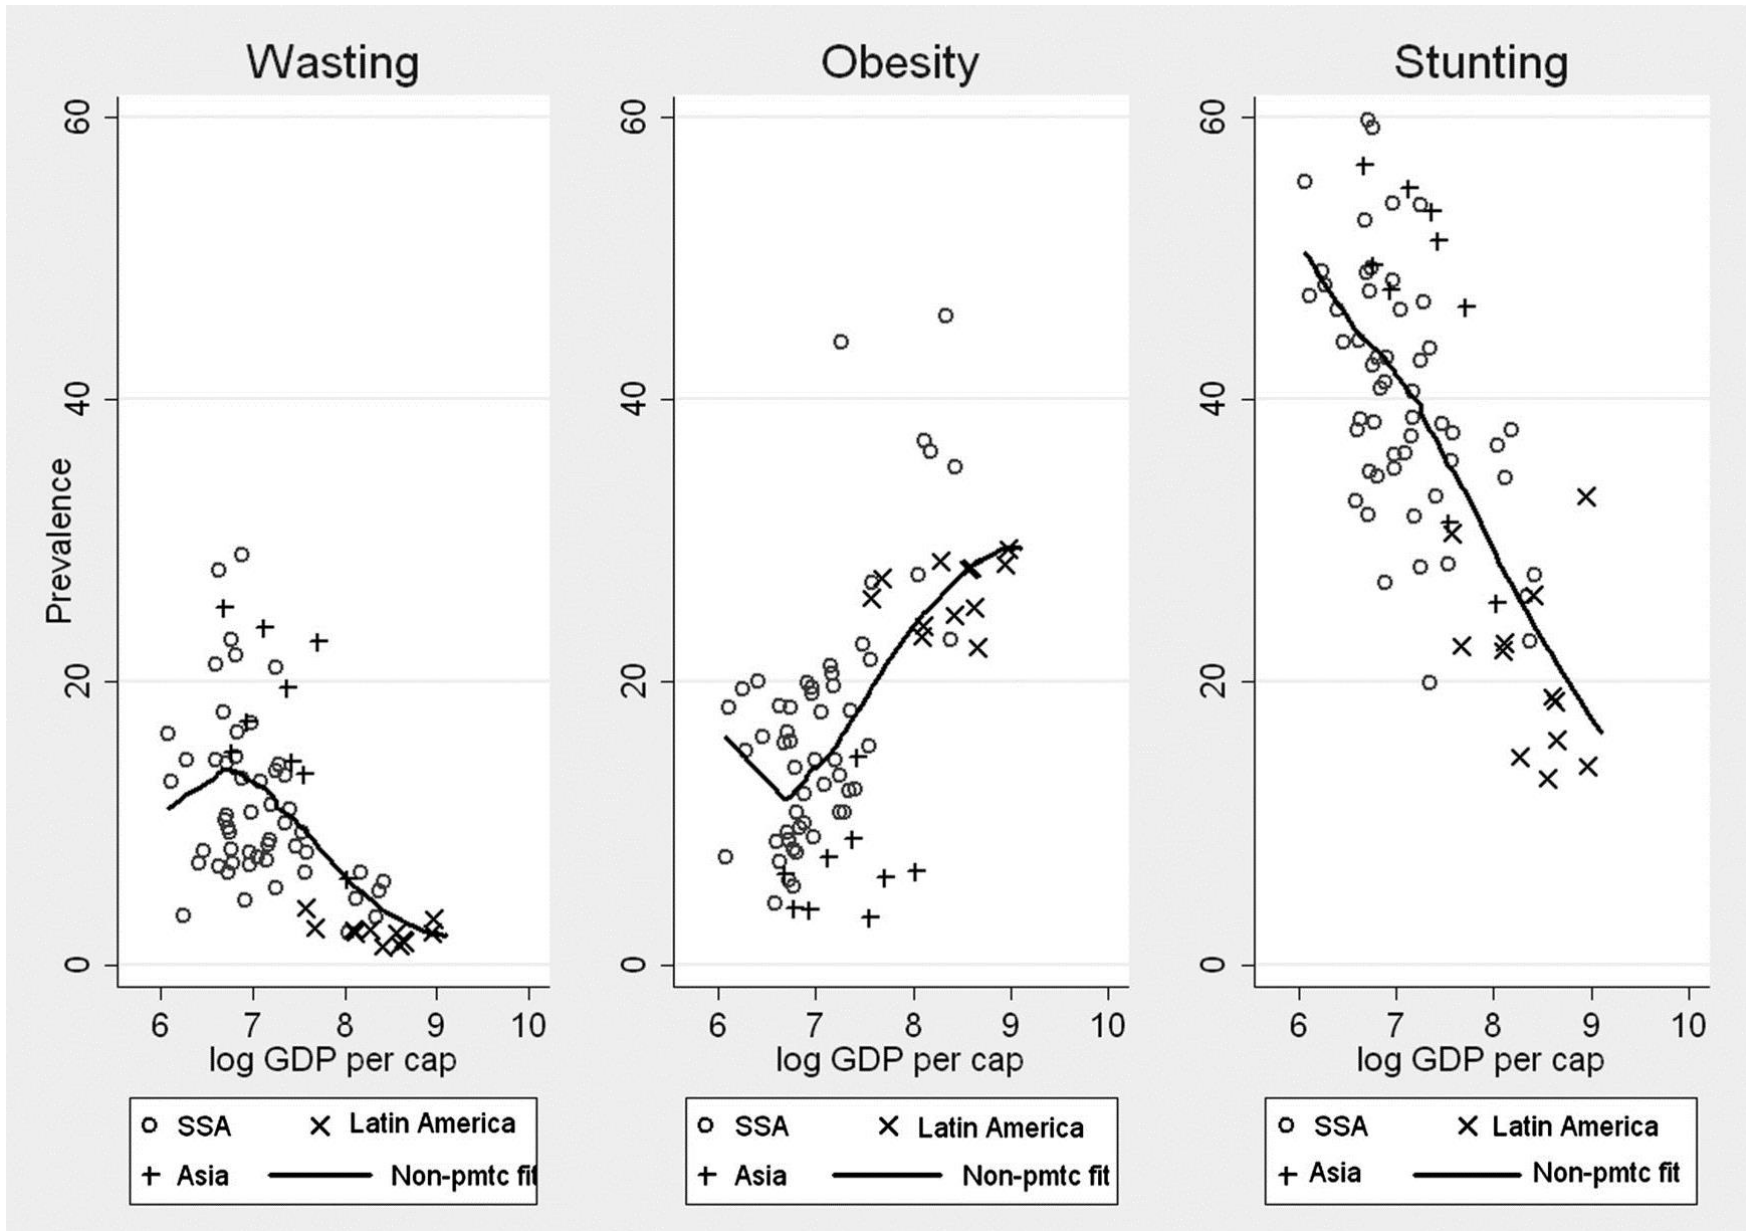 Wasting Obesity Stunting
60 60 60
40 40 40
Prevalence
20 20 20
0 0 0
6 7 8 9 10 6 7 8 9 10 6 7 8 9 10
log GDP per cap log GDP per cap log GDP per cap
SSA Latin America SSA Latin America SSA Latin America
Asia Non-pmtc fit Asia Non-pmtc fit Asia Non-pmtc fit